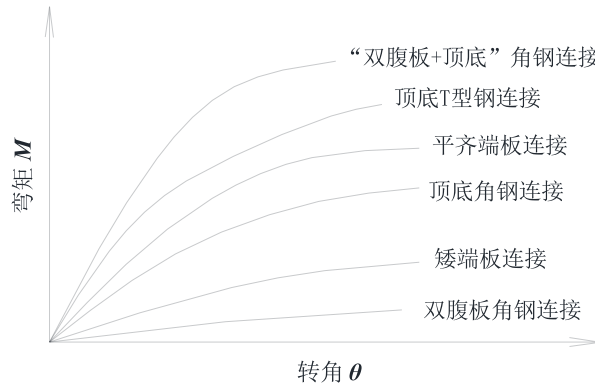 “双腹板+顶底”角钢连接
顶底T型钢连接
平齐端板连接
顶底角钢连接
矮端板连接
双腹板角钢连接
弯矩 M
转角 θ